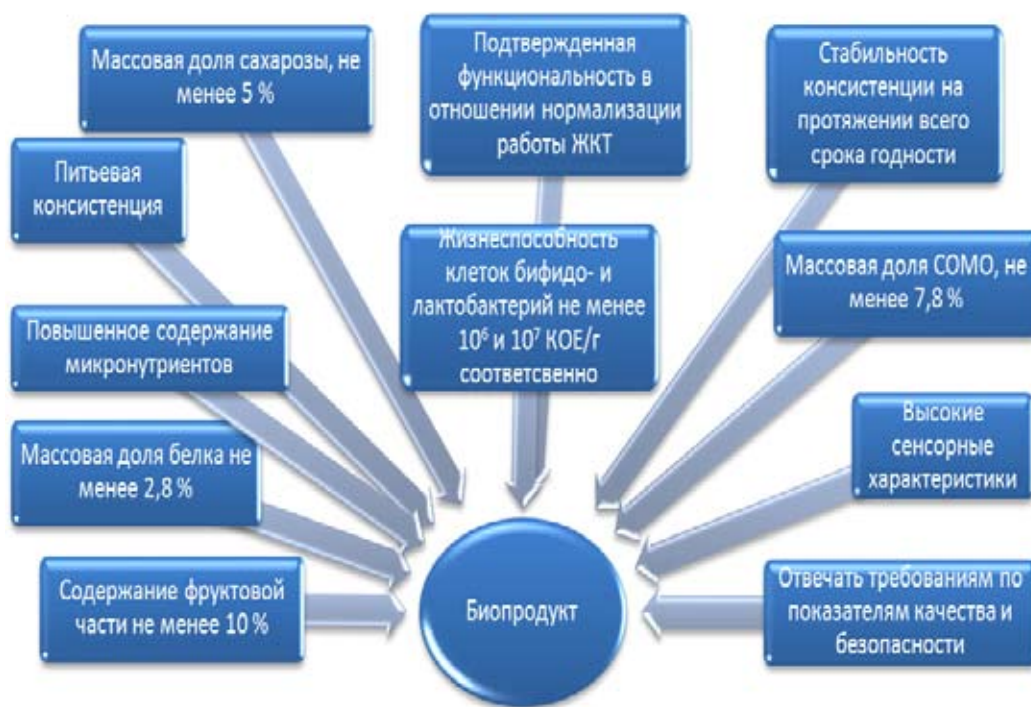 Массовая доля сахарозы, не
менее 5 %
Подтвержденная
функциональность в
отношении нормализации
работы ЖКТ
Стабильность
консистенции на
протяжении всего
срока годности
Питьевая
консистенция
Жизнеспособность
клеток бифидо- и
лактобактерий не менее
10⁶ и 10⁷ КОЕ/г
соответсвенно
Массовая доля СОМО, не
менее 7,8 %
Повышенное содержание
микронутриентов
Массовая доля белка не
менее 2,8 %
Высокие
сенсорные
характеристики
Содержание фруктовой
части не менее 10 %
Биопродукт
Отвечать требованиям по
показателям качества и
безопасности